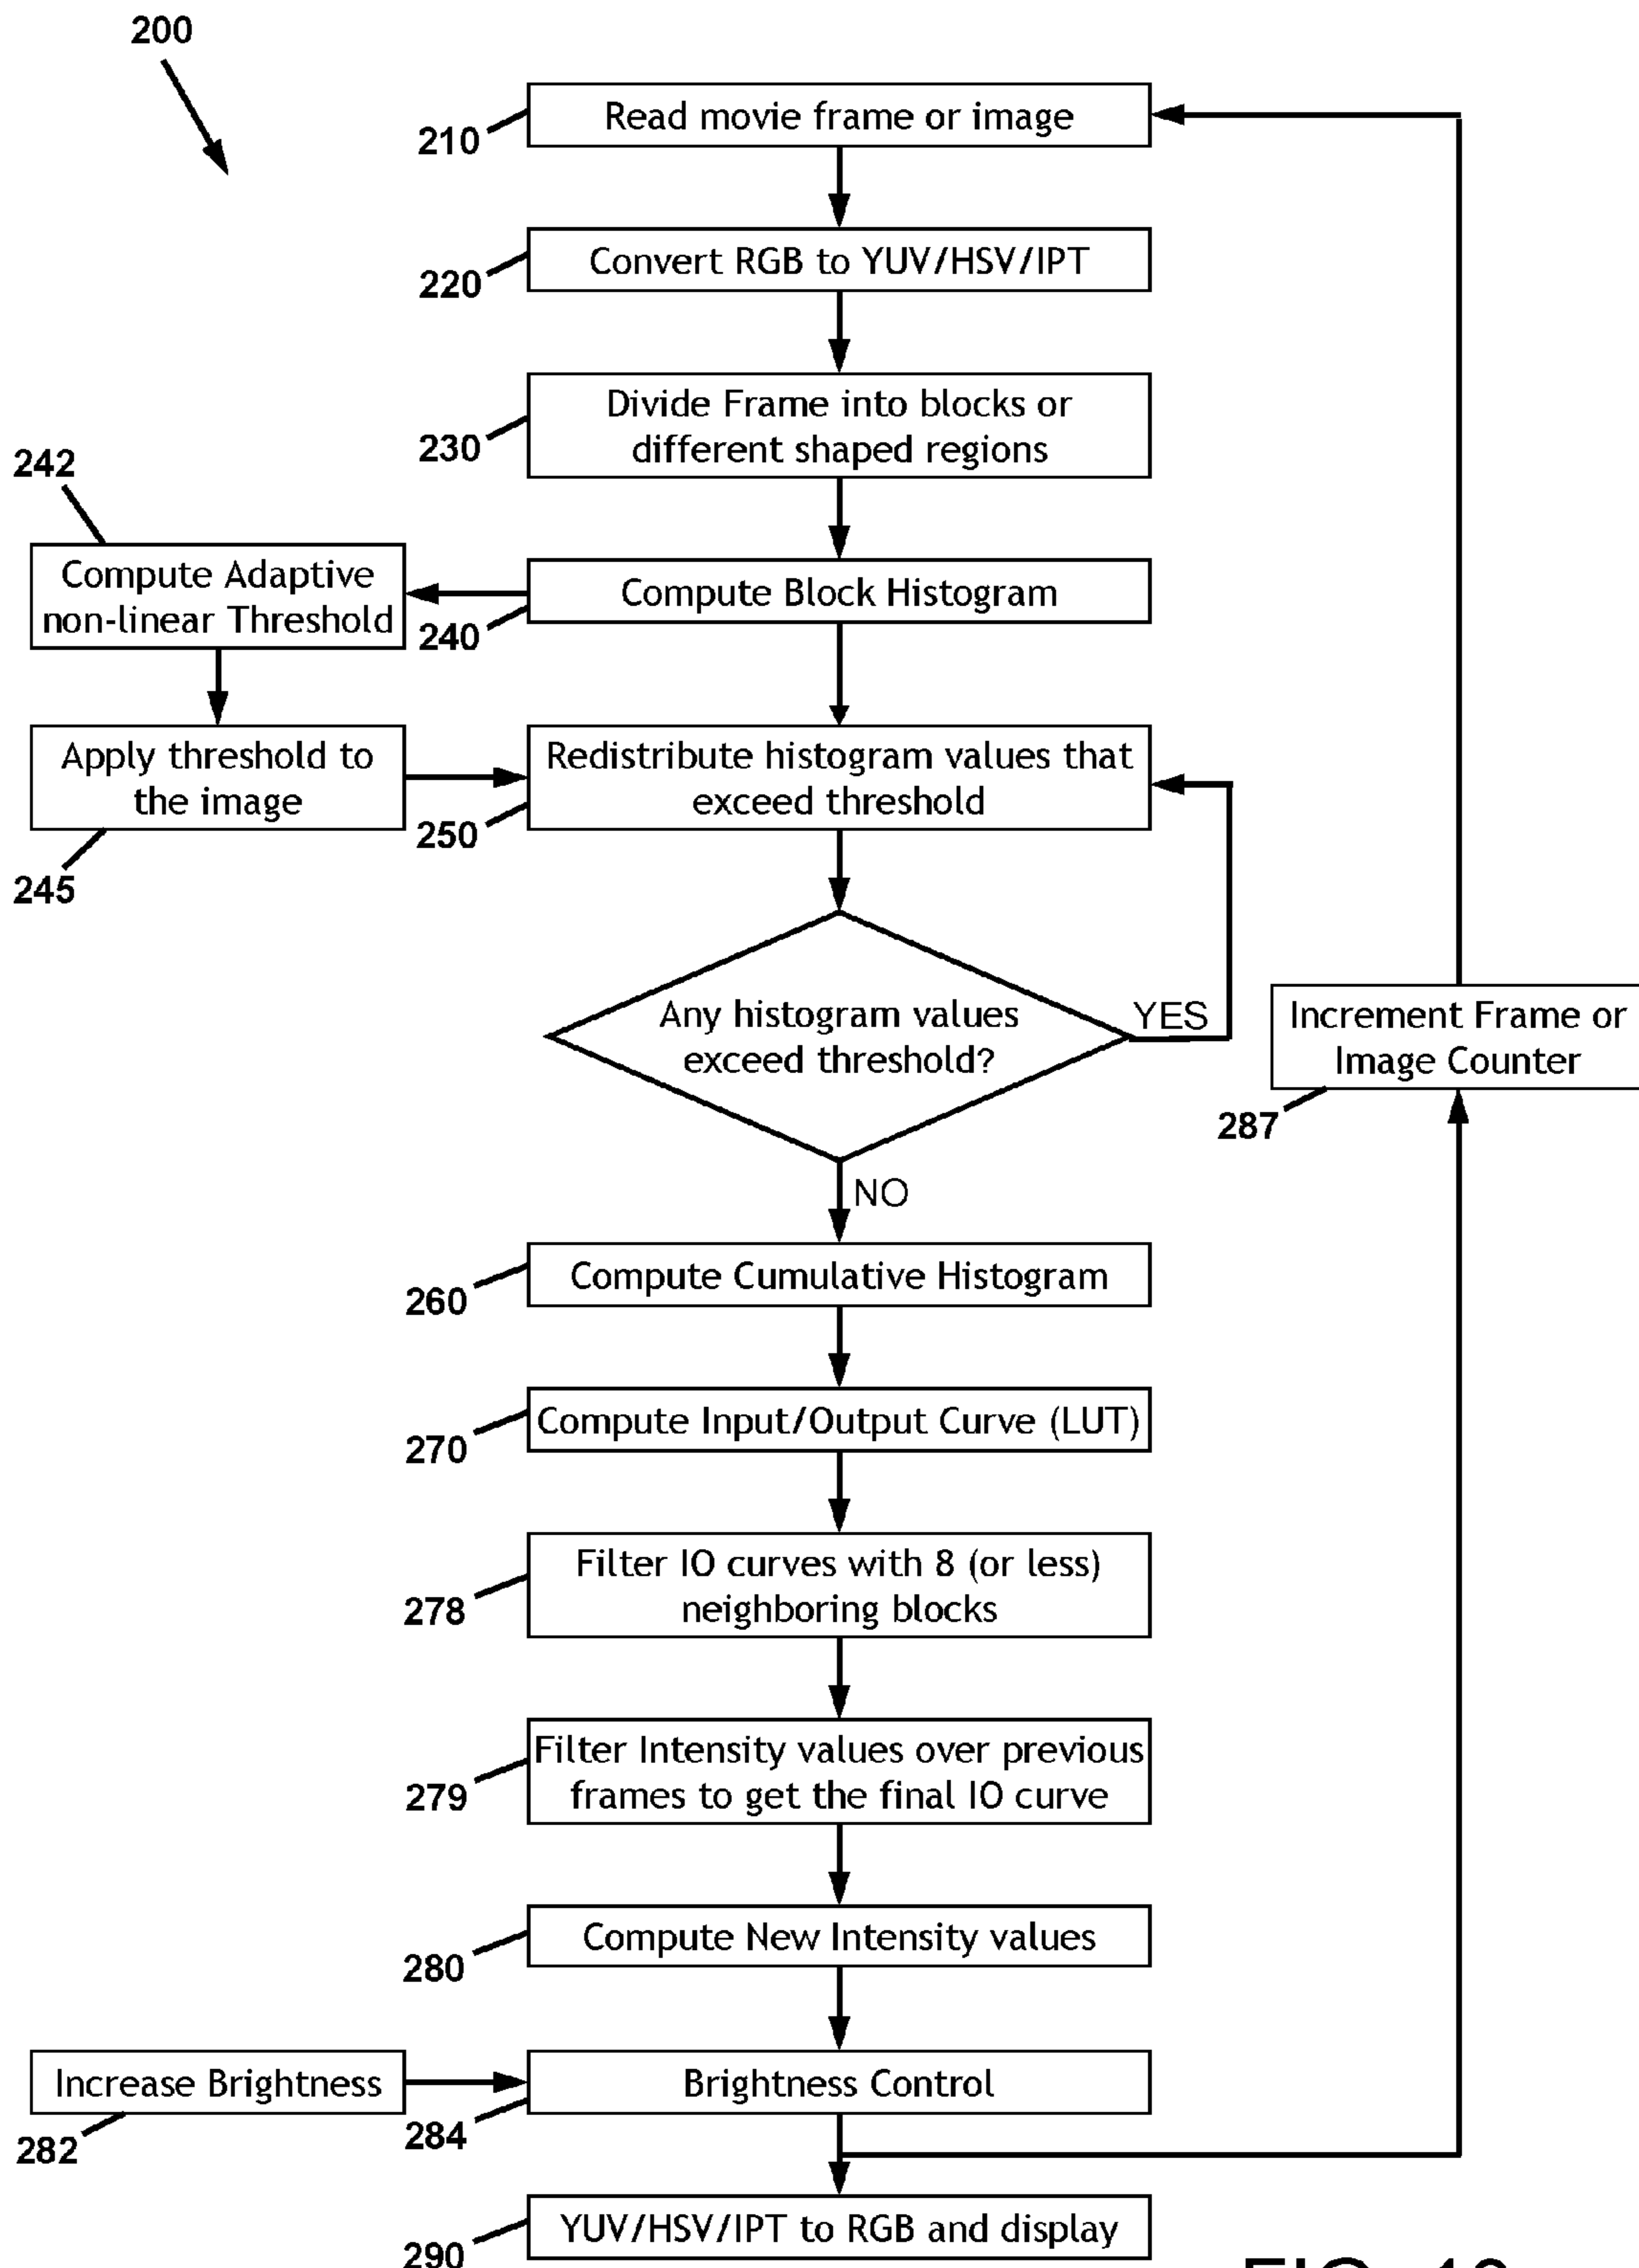 200
Read movie frame or image
210
Convert RGB to YUV/HSV/IPT
220
Divide Frame into blocks or
different shaped regions
230
242
Compute Adaptive
non-linear Threshold
Compute Block Histogram
240
Apply threshold to
the image
245
Redistribute histogram values that
exceed threshold
250
Any histogram values
exceed threshold?
YES
Increment Frame or
Image Counter
287
NO
Compute Cumulative Histogram
260
Compute Input/Output Curve (LUT)
270
Filter IO curves with 8 (or less)
neighboring blocks
278
Filter Intensity values over previous
frames to get the final IO curve
279
Compute New Intensity values
280
Increase Brightness
282
Brightness Control
284
YUV/HSV/IPT to RGB and display
290